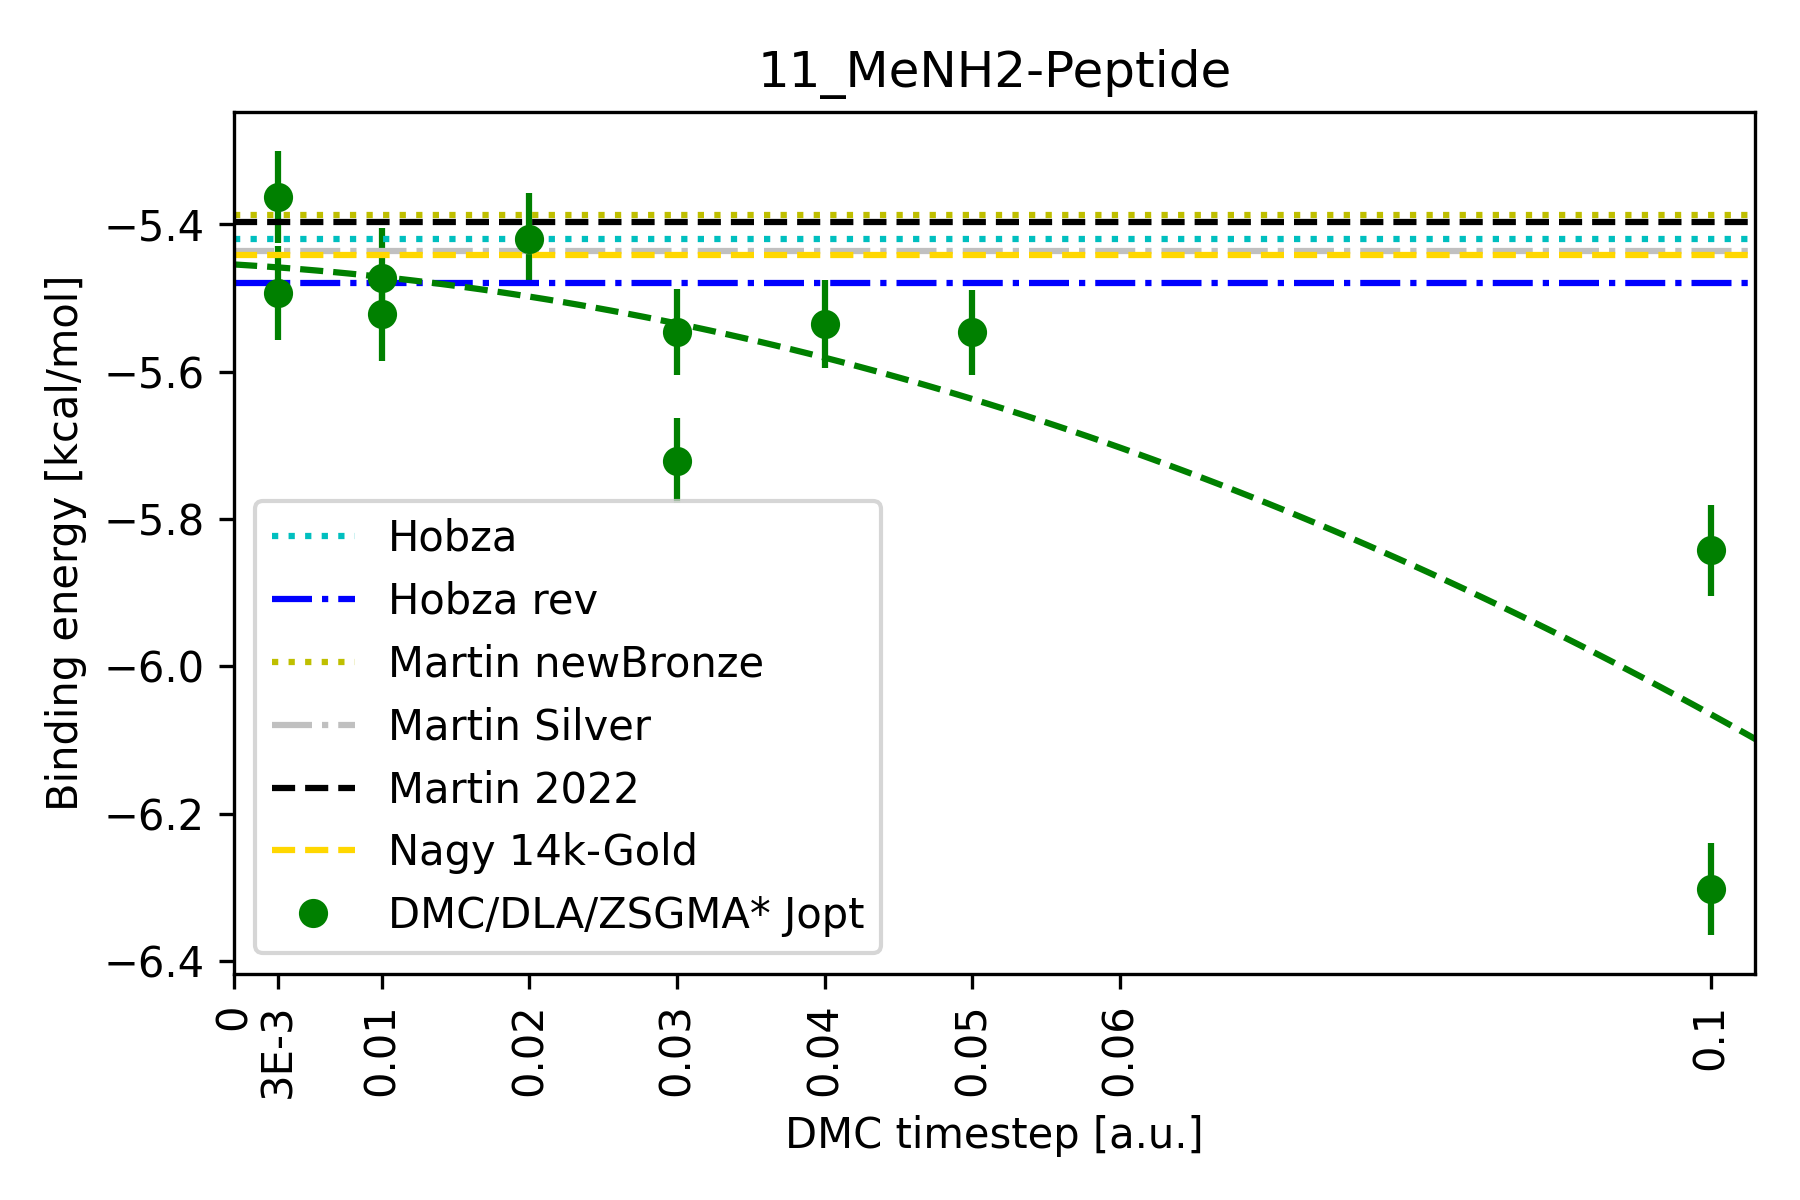 11_MeNH2-Peptide
Binding energy [kcal/mol]
−5.4
−5.6
−5.8
−6.0
−6.2
−6.4
Hobza
Hobza rev
Martin newBronze
Martin Silver
Martin 2022
Nagy 14k-Gold
DMC/DLA/ZSGMA* Jopt
0
3E-3
0.01
0.02
0.03
0.04
0.05
0.06
0.1
DMC timestep [a.u.]